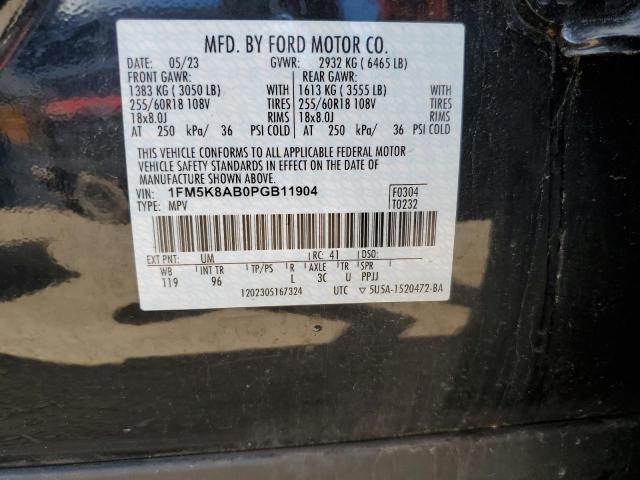 MFD. BY FORD MOTOR CO.
DATE: 05/23 GVWR: 2932 KG ( 6465 LB)
FRONT GAWR: REAR GAWR:
1383 KG ( 3050 LB) WITH 1613 KG ( 3555 LB) WITH
255/60R18 108V TIRES 255/60R18 108V TIRES
18x8.0J RIMS 18x8.0J RIMS
AT 250 kPa/ 36 PSI COLD AT 250 kPa/ 36 PSI COLD
THIS VEHICLE CONFORMS TO ALL APPLICABLE FEDERAL MOTOR
VEHICLE SAFETY STANDARDS IN EFFECT ON THE DATE OF
MANUFACTURE SHOWN ABOVE.
VIN: 1FM5K8AB0PGB11904 F0304
TYPE: MPV T0232
EXT PNT: UM RC: 41 DSO:
WB INT TR TP/PS R AXLE TR SPR
119 96 L 3C U PPJJ
1202305167324 UTC ▽5U5A-1520472-BA